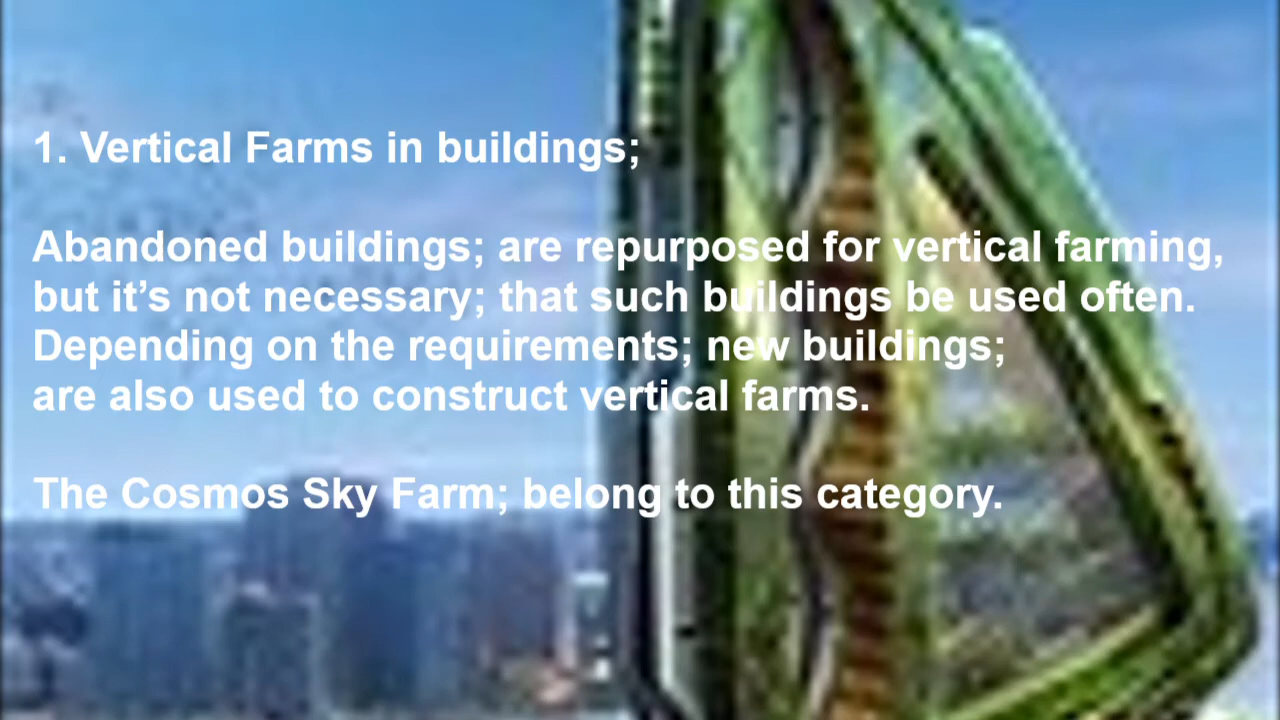 1. Vertical Farms in buildings;
Abandoned buildings; are repurposed for vertical farming,
but it’s not necessary; that such buildings be used often.
Depending on the requirements; new buildings;
are also used to construct vertical farms.
The Cosmos Sky Farm; belong to this category.